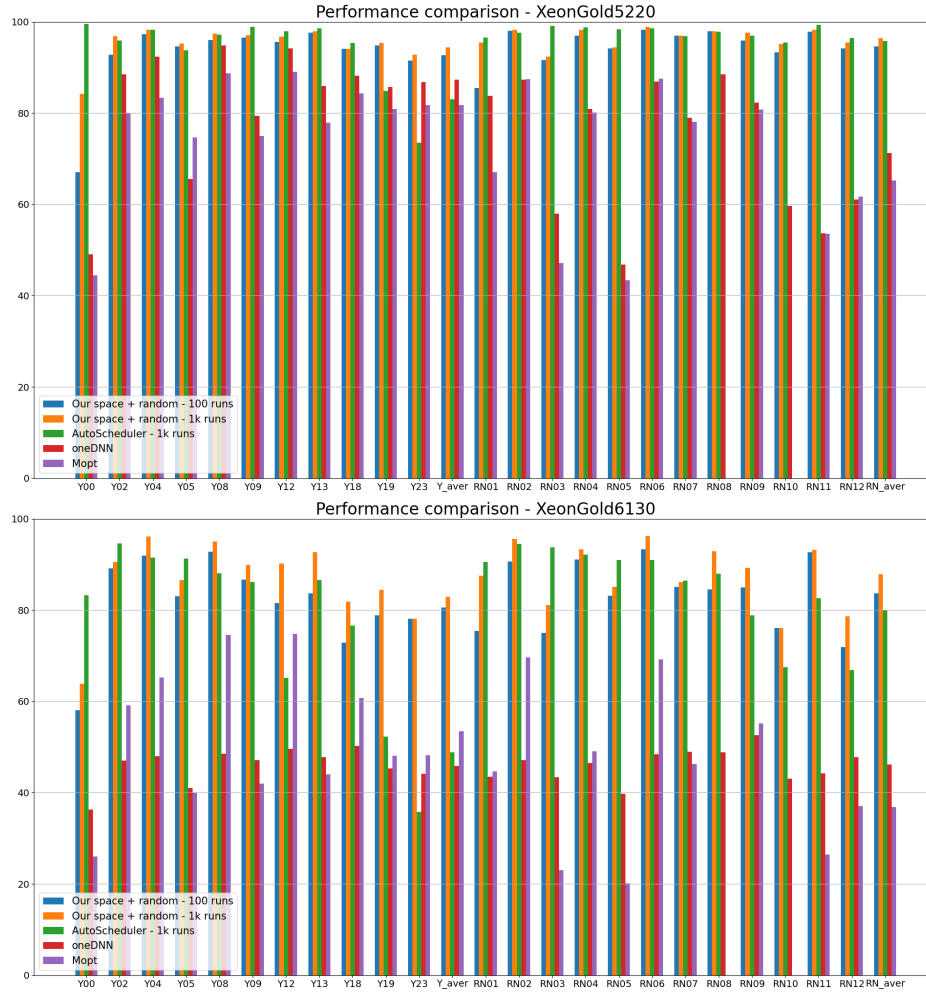 Performance comparison - XeonGold5220
100
80
60
40
20
0
Our space + random - 100 runs
Our space + random - 1k runs
AutoScheduler - 1k runs
oneDNN
Mopt
Y00 Y02 Y04 Y05 Y08 Y09 Y12 Y13 Y18 Y19 Y23 Y_aver RN01 RN02 RN03 RN04 RN05 RN06 RN07 RN08 RN09 RN10 RN11 RN12 RN_aver
Performance comparison - XeonGold6130
100
80
60
40
20
0
Our space + random - 100 runs
Our space + random - 1k runs
AutoScheduler - 1k runs
oneDNN
Mopt
Y00 Y02 Y04 Y05 Y08 Y09 Y12 Y13 Y18 Y19 Y23 Y_aver RN01 RN02 RN03 RN04 RN05 RN06 RN07 RN08 RN09 RN10 RN11 RN12 RN_aver